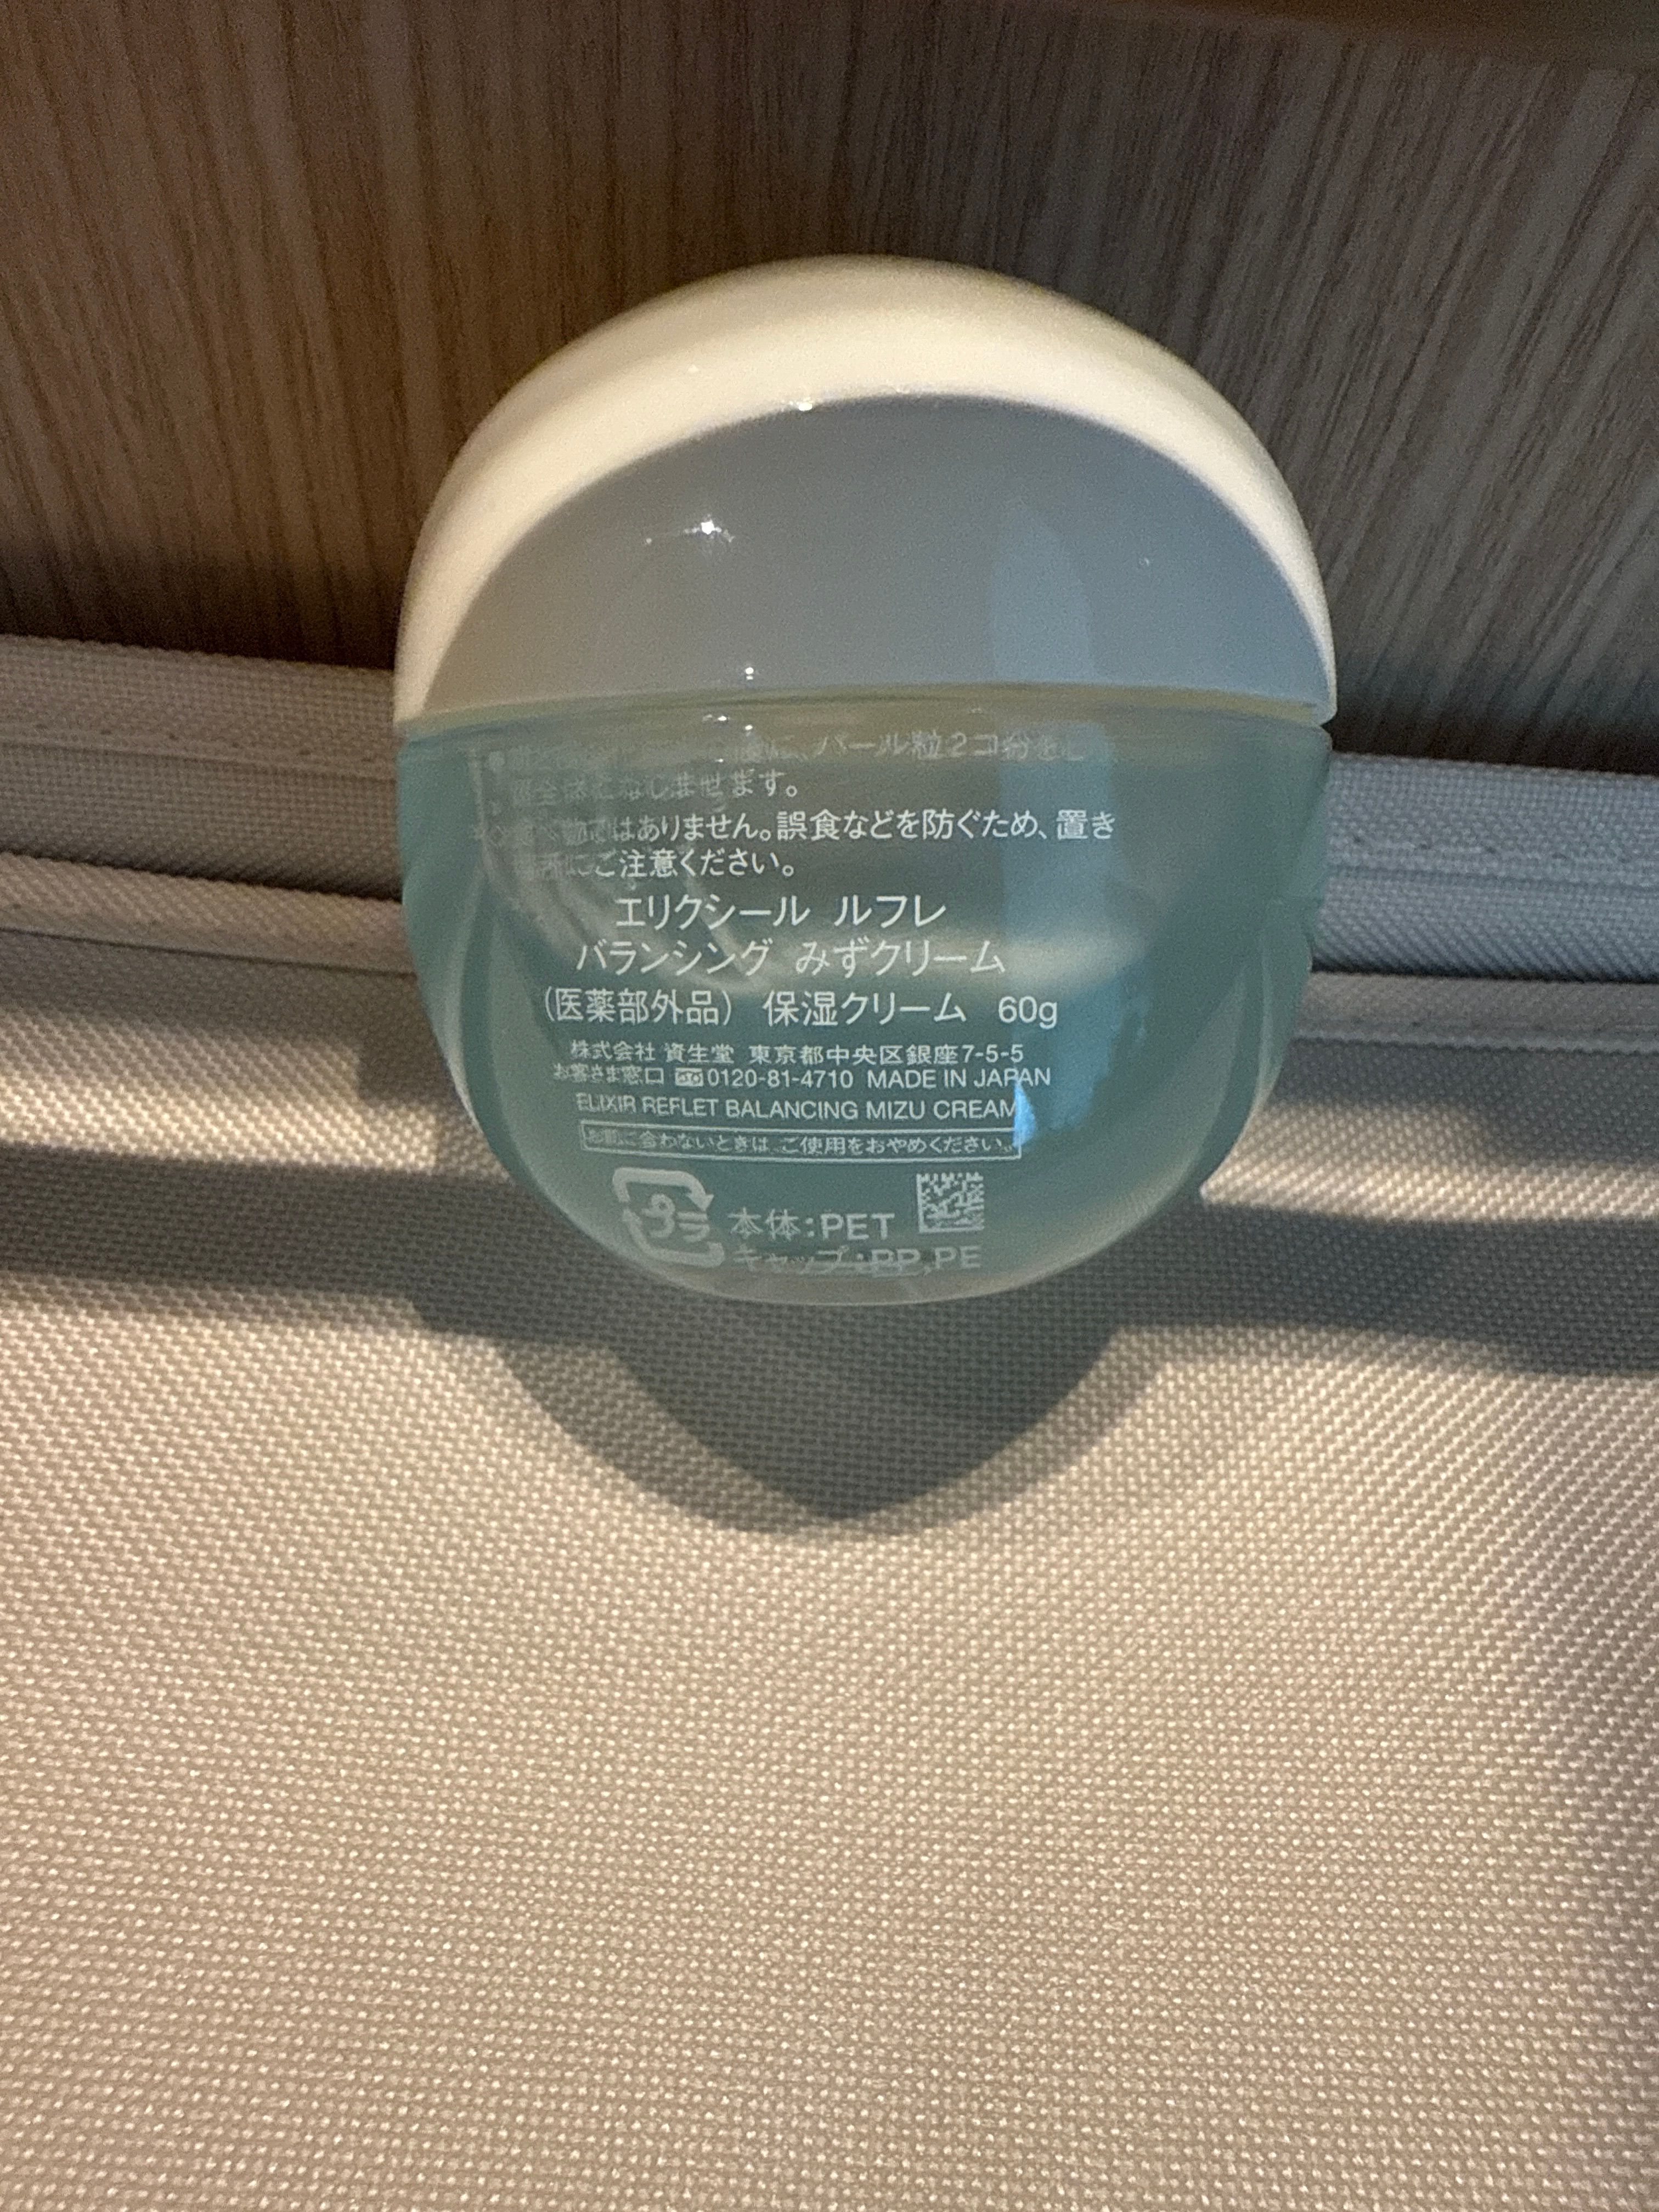 に、パール粒2コ分をし
ませます。
ではありません。誤食などを防ぐため、置き
にご注意ください。
エリクシール ルフレ
バランシング みずクリーム
(医薬部外品) 保湿クリーム 60g
株式会社 資生堂 東京都中央区銀座7-5-5
お客さま窓口 0120-81-4710 MADE IN JAPAN
ELIXIR REFLET BALANCING MIZU CREAM
お肌に合わないときは、ご使用をおやめください。
プラ 本体:PET
キャップ:PP,PE